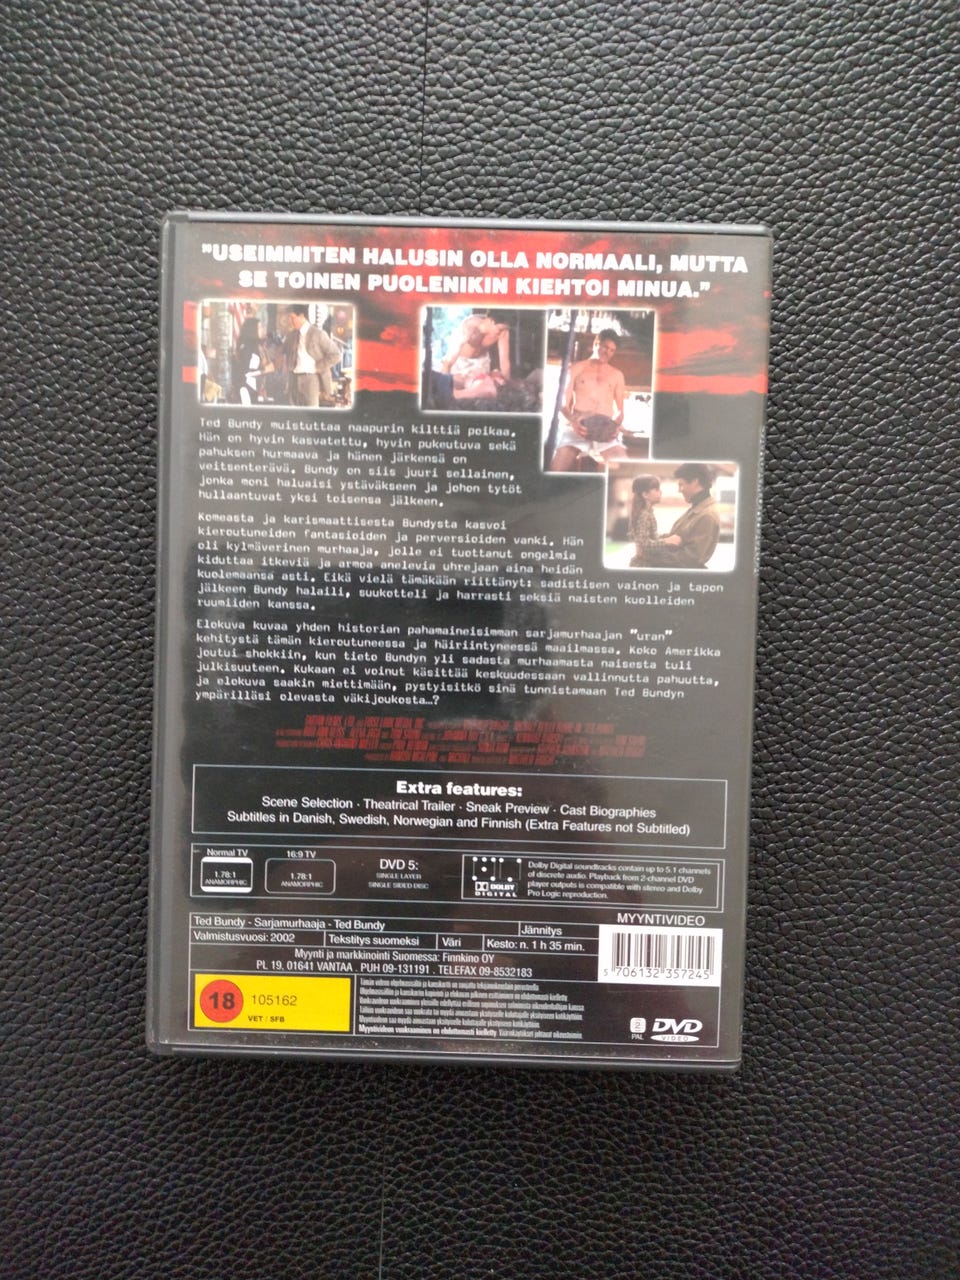 "USEIMMITEN HALUSIN OLLA NORMAALI, MUTTA
SE TOINEN PUOLENIKIN KIEHTOI MINUA."
Ted Bundy muistuttaa naapurin kilttiä poikaa.
Hän on hyvin kasvatettu, hyvin pukeutuva sekä
pahuksen hurmaava ja hänen järkensä on
veitsenterävä. Bundy on siis juuri sellainen,
jonka moni haluaisi ystäväkseen ja johon tytöt
hullaantuvat yksi toisensa jälkeen.
Komeasta ja karismaattisesta Bundysta kasvoi
kieroutuneiden fantasioiden ja perversioiden vanki. Hän
oli kylmäverinen murhaaja, jolle ei tuottanut ongelmia
kiduttaa itkeviä ja armoa anelevia uhrejaan aina heidän
kuolemaansa asti. Eikä vielä tämäkään riittänyt: sadistisen vainon ja tapon
jälkeen Bundy halaili, suukotteli ja harrasti seksiä naisten kuolleiden
ruumiiden kanssa.
Elokuva kuvaa yhden historian pahamaineisimman sarjamurhaajan "uran"
kehitystä tämän kieroutuneessa ja häiriintyneessä maailmassa. Koko Amerikka
joutui shokkiin, kun tieto Bundyn yli sadasta murhaamasta naisesta tuli
julkisuuteen. Kukaan ei voinut käsittää keskuudessaan vallinnutta pahuutta,
ja elokuva saakin miettimään, pystyisitkö sinä tunnistamaan Ted Bundyn
ympärilläsi olevasta väkijoukosta…?
Extra features:
Scene Selection · Theatrical Trailer · Sneak Preview · Cast Biographies
Subtitles in Danish, Swedish, Norwegian and Finnish (Extra Features not Subtitled)
Normal TV
1.78:1
ANAMORPHIC
16:9 TV
1.78:1
ANAMORPHIC
DVD 5:
SINGLE LAYER
SINGLE SIDED DISC
DOLBY
DIGITAL
Dolby Digital soundtracks contain up to 5.1 channels
of discrete audio. Playback from 2-channel DVD
player outputs is compatible with stereo and Dolby
Pro Logic reproduction.
MYYNTIVIDEO
Ted Bundy - Sarjamurhaaja - Ted Bundy
Jännitys
Valmistusvuosi: 2002
Tekstitys suomeksi
Väri
Kesto: n. 1 h 35 min.
Myynti ja markkinointi Suomessa: Finnkino OY
PL 19, 01641 VANTAA . PUH 09-131191 . TELEFAX 09-8532183
5 706132 357245
18
105162
VET / SFB
2
PAL
DVD
VIDEO